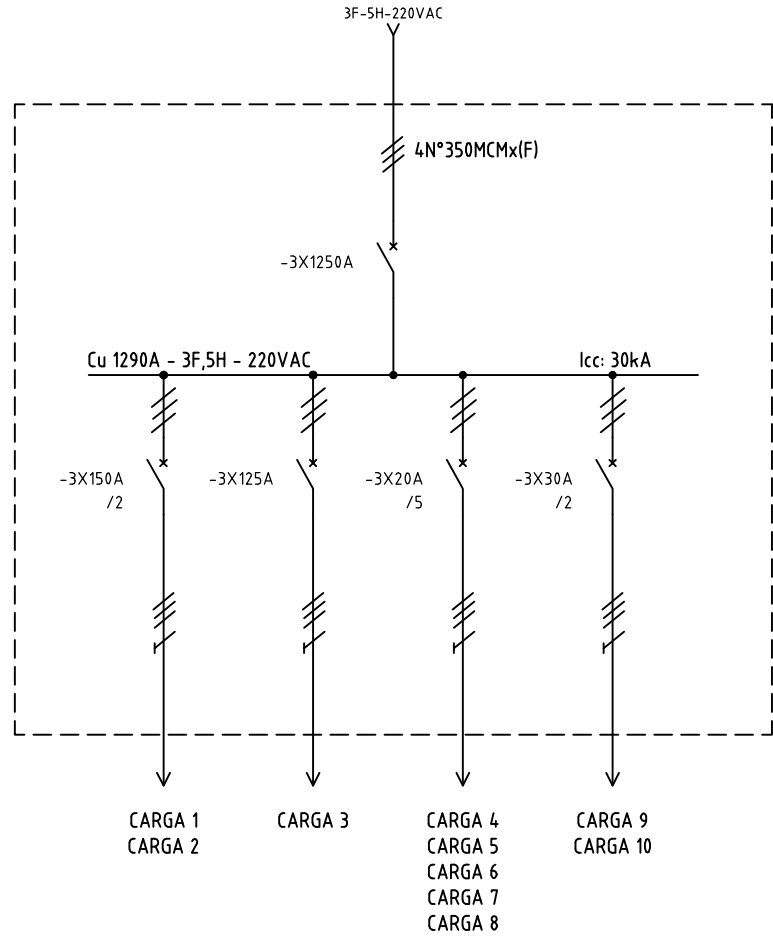 3F-5H-220VAC
4N°350MCMx(F)
-3X1250A
Cu 1290A - 3F,5H - 220VAC
Icc: 30kA
-3X150A
/2
-3X125A
-3X20A
/5
-3X30A
/2
CARGA 1
CARGA 2
CARGA 3
CARGA 4
CARGA 5
CARGA 6
CARGA 7
CARGA 8
CARGA 9
CARGA 10